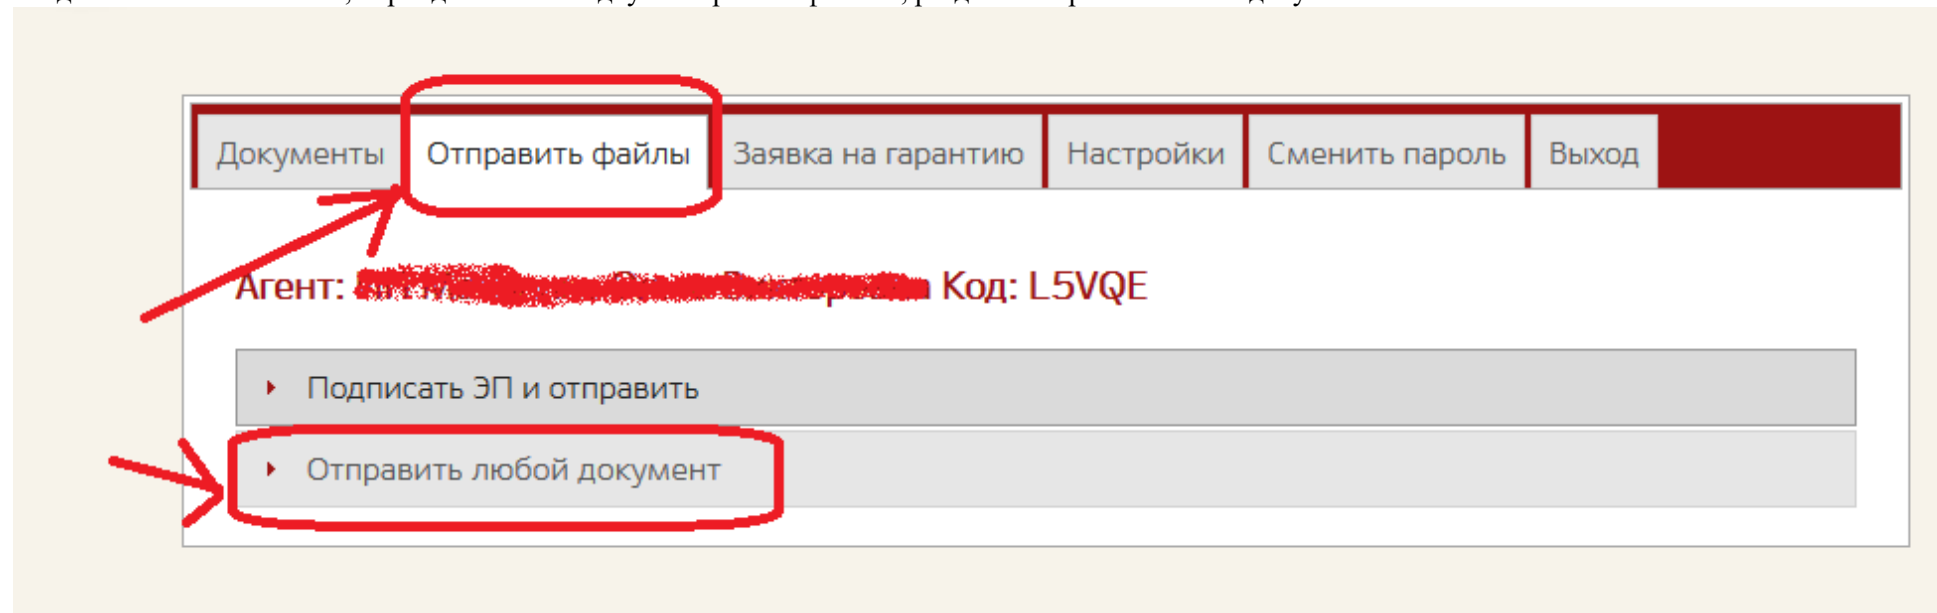 Документы Отправить файлы Заявка на гарантию Настройки Сменить пароль Выход
Агент: Код: L5VQE
Подписать ЭП и отправить
Отправить любой документ